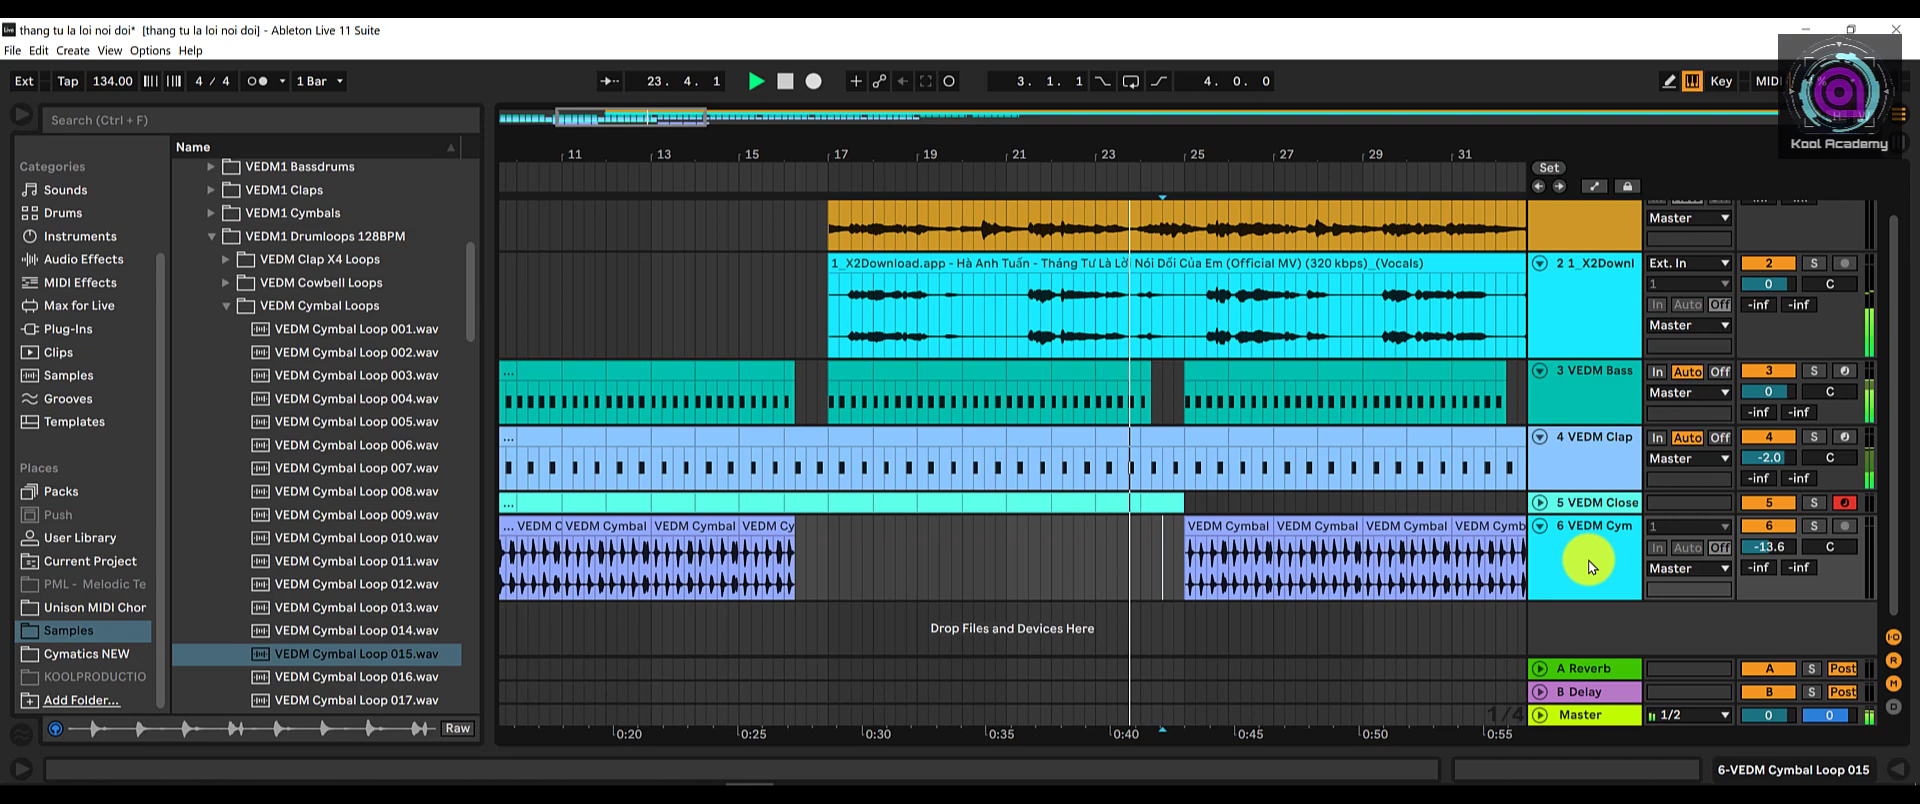 thang tu la loi noi doi* [thang tu la loi noi doi] - Ableton Live 11 Suite
File Edit Create View Options Help
Ext Tap 134.00 4 / 4 1 Bar 23. 4. 1 3. 1. 1 4. 0. 0 Key MIDI
Kool Academy
Search (Ctrl + F)
Categories
Sounds
Drums
Instruments
Audio Effects
MIDI Effects
Max for Live
Plug-Ins
Clips
Samples
Grooves
Templates
Places
Packs
Push
User Library
Current Project
PML - Melodic Te
Unison MIDI Chor
Samples
Cymatics NEW
KOOLPRODUCTIO
Add Folder...
Name
VEDM1 Bassdrums
VEDM1 Claps
VEDM1 Cymbals
VEDM1 Drumloops 128BPM
VEDM Clap X4 Loops
VEDM Cowbell Loops
VEDM Cymbal Loops
VEDM Cymbal Loop 001.wav
VEDM Cymbal Loop 002.wav
VEDM Cymbal Loop 003.wav
VEDM Cymbal Loop 004.wav
VEDM Cymbal Loop 005.wav
VEDM Cymbal Loop 006.wav
VEDM Cymbal Loop 007.wav
VEDM Cymbal Loop 008.wav
VEDM Cymbal Loop 009.wav
VEDM Cymbal Loop 010.wav
VEDM Cymbal Loop 011.wav
VEDM Cymbal Loop 012.wav
VEDM Cymbal Loop 013.wav
VEDM Cymbal Loop 014.wav
VEDM Cymbal Loop 015.wav
VEDM Cymbal Loop 016.wav
VEDM Cymbal Loop 017.wav
Raw
11 13 15 17 19 21 23 25 27 29 31
Set
Master
1_X2Download.app - Hà Anh Tuấn - Tháng Tư Là Lời Nói Dối Của Em (Official MV) (320 kbps)_(Vocals)
2 1_X2Downl Ext. In 2 S
1 0 C
In Auto Off -inf -inf
Master
... 3 VEDM Bass In Auto Off 3 S
Master 0 C
-inf -inf
... 4 VEDM Clap In Auto Off 4 S
Master -2.0 C
-inf -inf
... 5 VEDM Close 5 S
... VEDM C VEDM Cymbal VEDM Cymbal VEDM Cy VEDM Cymbal VEDM Cymbal VEDM Cymbal VEDM Cymb 6 VEDM Cym 1 6 S
In Auto Off -13.6 C
Master -inf -inf
Drop Files and Devices Here
A Reverb A S Post
B Delay B S Post
1/4 Master 1/2 0 0
0:20 0:25 0:30 0:35 0:40 0:45 0:50 0:55
6-VEDM Cymbal Loop 015